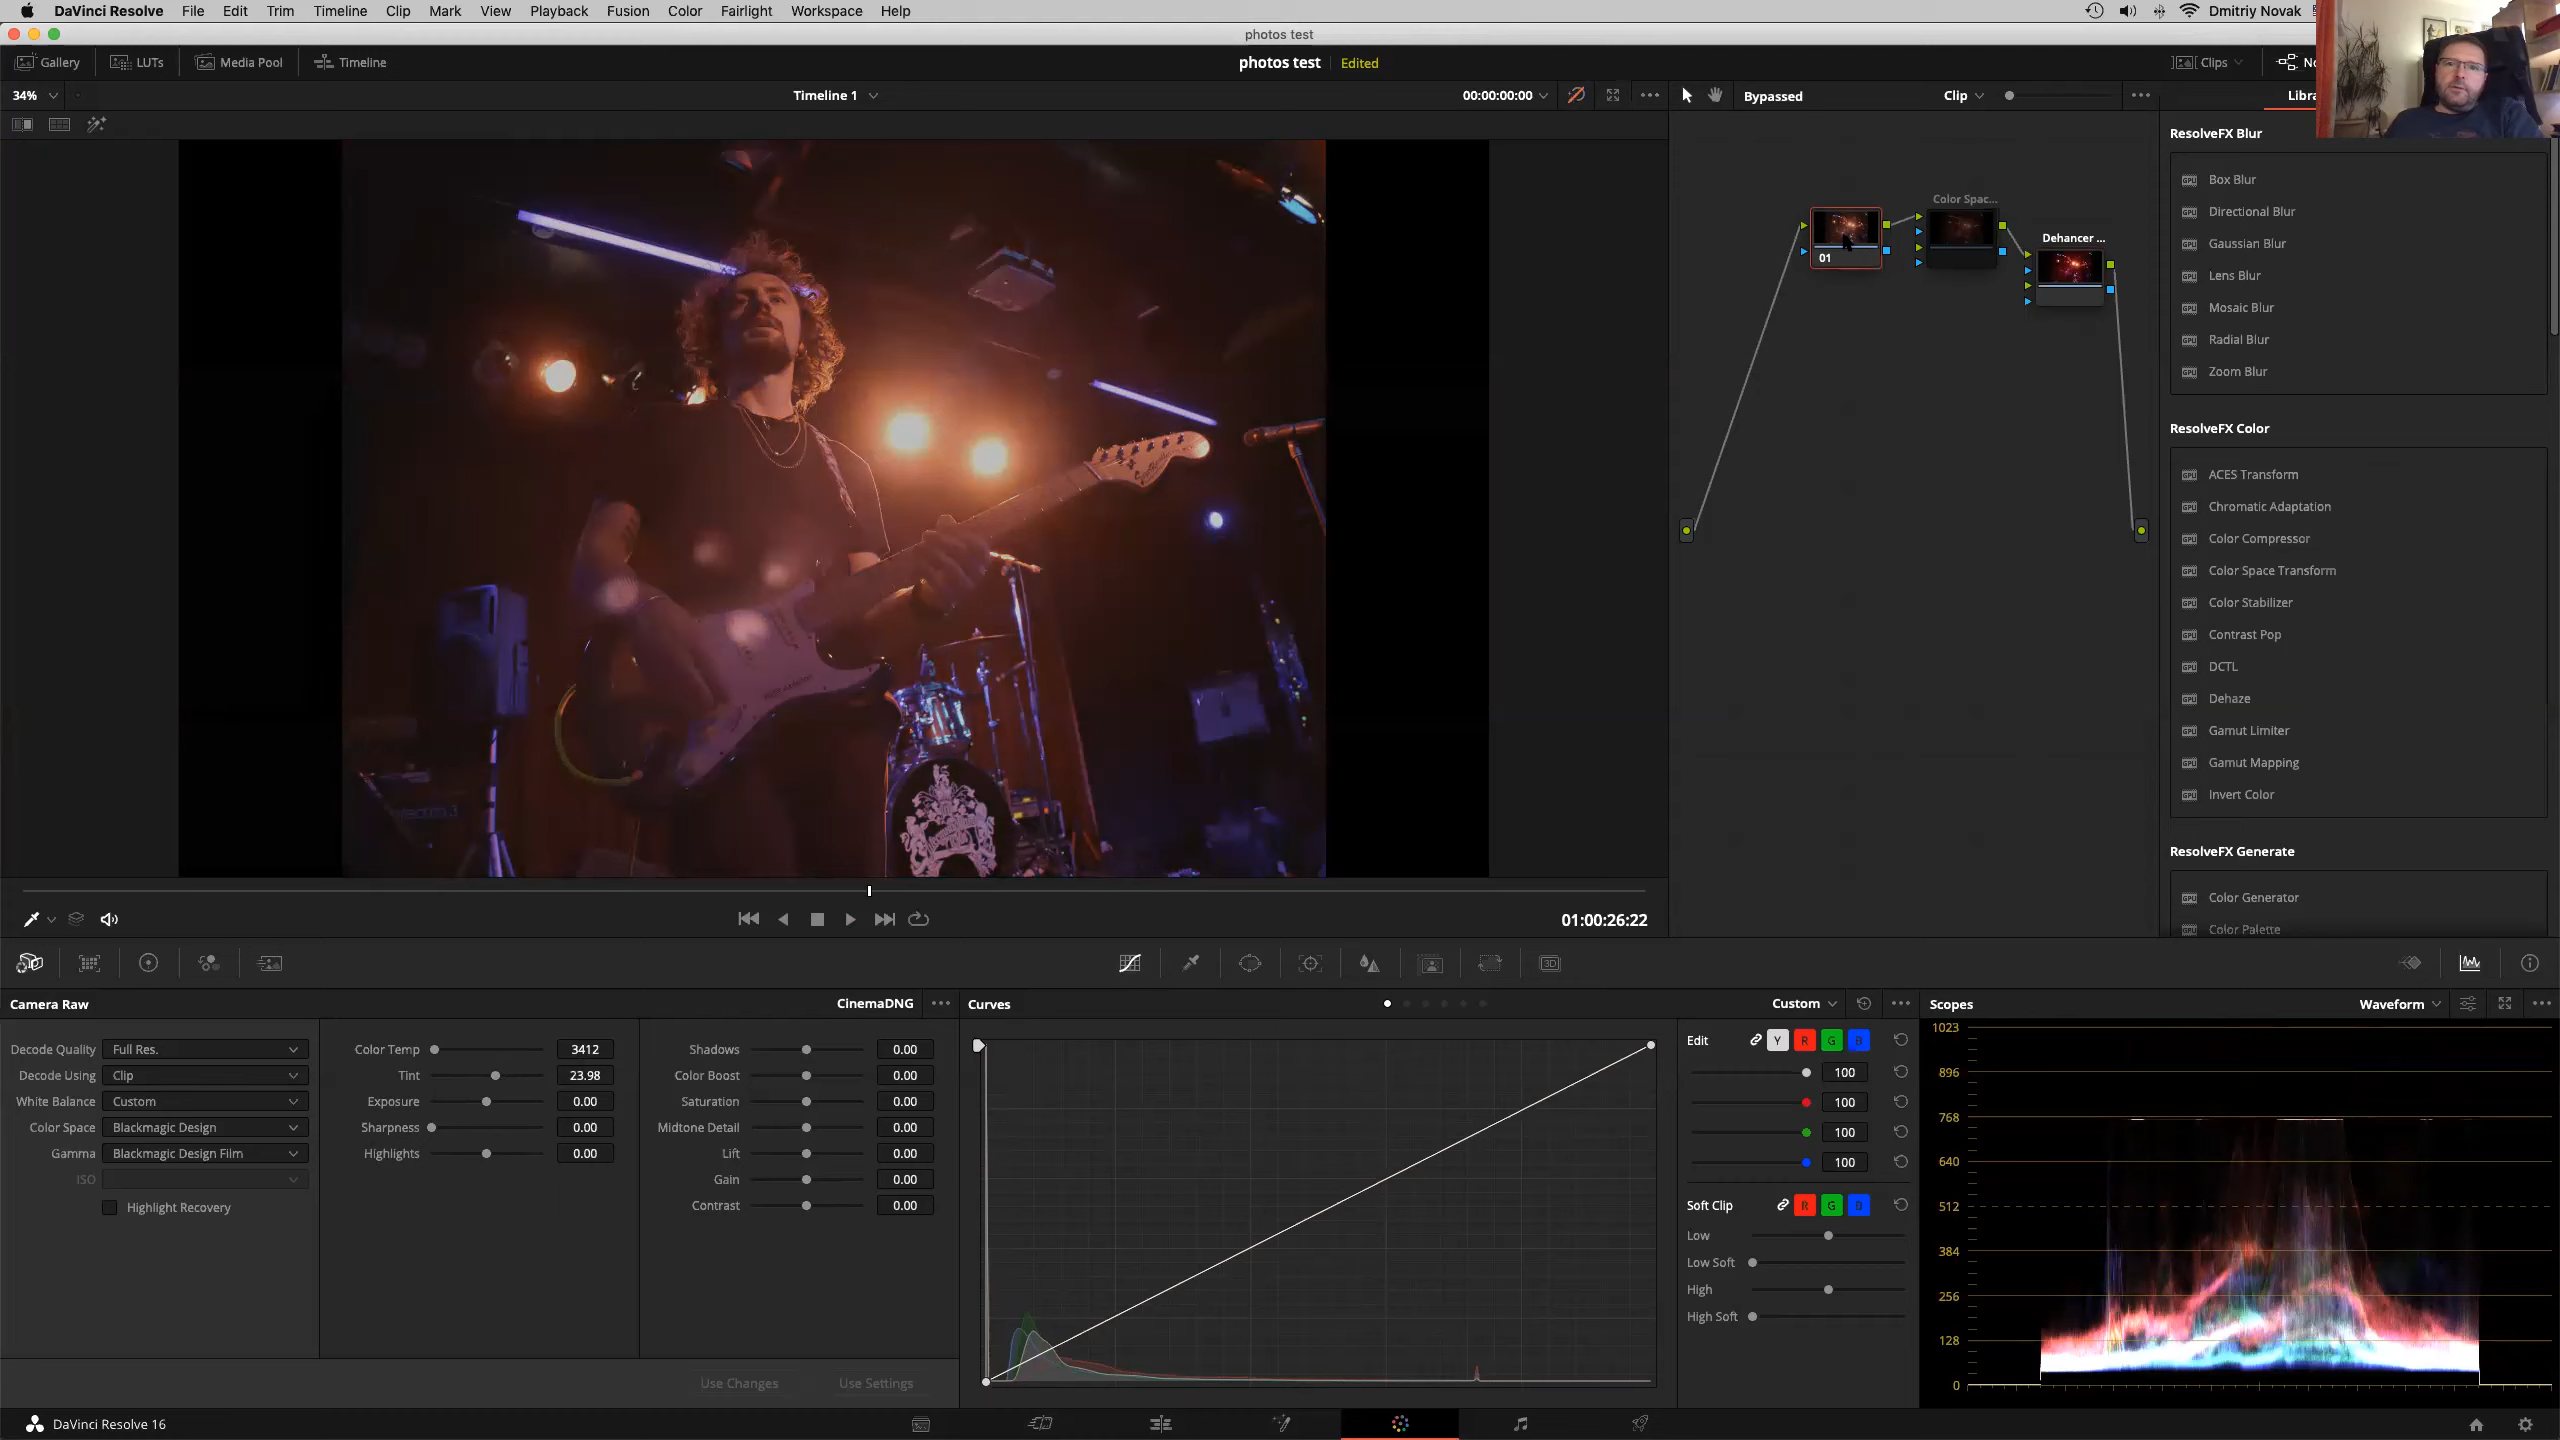 DaVinci Resolve File Edit Trim Timeline Clip Mark View Playback Fusion Color Fairlight Workspace Help Dmitriy Novak
photos test
Gallery LUTs Media Pool Timeline photos test Edited Clips
34% Timeline 1 00:00:00:00 Bypassed Clip
ResolveFX Blur
Box Blur
Directional Blur
Gaussian Blur
Lens Blur
Mosaic Blur
Radial Blur
Zoom Blur
Color Spac...
Dehancer ...
01
ResolveFX Color
ACES Transform
Chromatic Adaptation
Color Compressor
Color Space Transform
Color Stabilizer
Contrast Pop
DCTL
Dehaze
Gamut Limiter
Gamut Mapping
Invert Color
ResolveFX Generate
Color Generator
Color Palette
01:00:26:22
Camera Raw CinemaDNG
Decode Quality Full Res.
Decode Using Clip
White Balance Custom
Color Space Blackmagic Design
Gamma Blackmagic Design Film
ISO
Highlight Recovery
Color Temp 3412
Tint 23.98
Exposure 0.00
Sharpness 0.00
Highlights 0.00
Shadows 0.00
Color Boost 0.00
Saturation 0.00
Midtone Detail 0.00
Lift 0.00
Gain 0.00
Contrast 0.00
Use Changes Use Settings
Curves Custom
Edit Y R G B
100
100
100
100
Soft Clip R G B
Low
Low Soft
High
High Soft
Scopes Waveform
1023
896
768
640
512
384
256
128
0
DaVinci Resolve 16